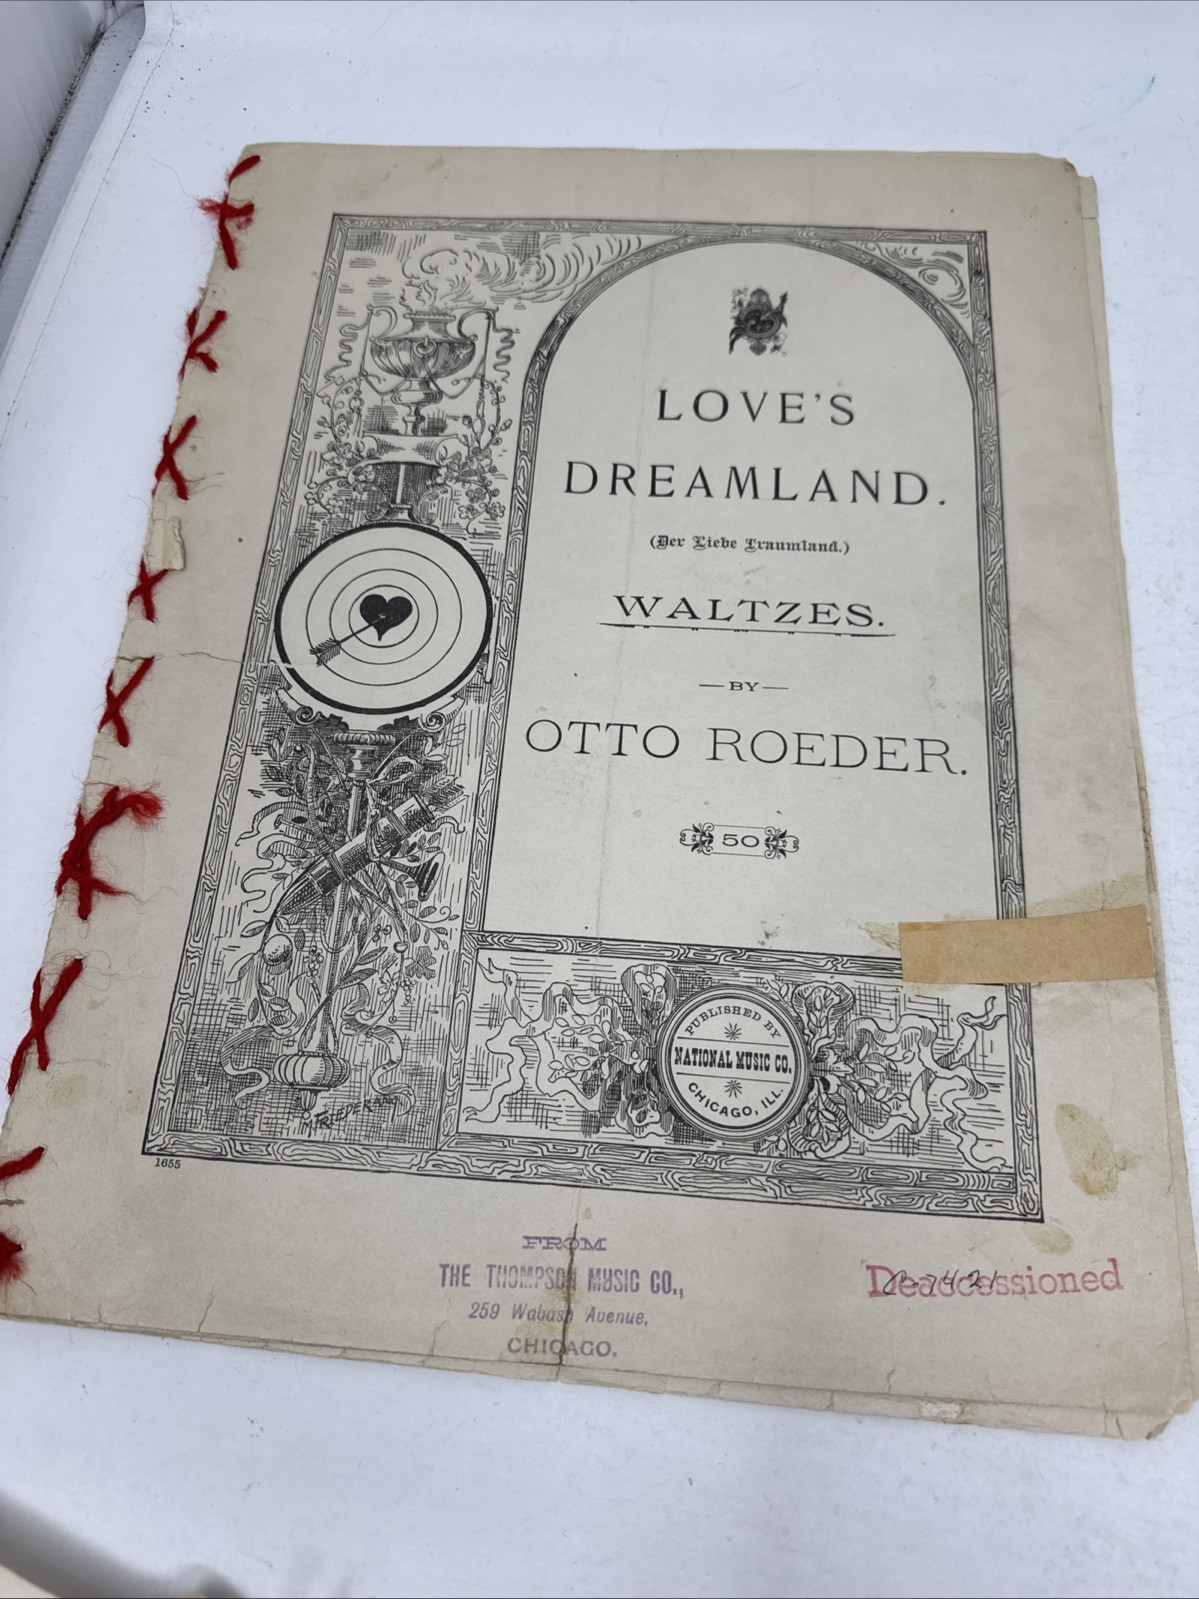 LOVE'S
DREAMLAND.
(Der Liebe Traumland.)
WALTZES.
—BY—
OTTO ROEDER.
50
PUBLISHED BY
NATIONAL MUSIC CO.
CHICAGO, ILL.
1655
FROM
THE THOMPSON MUSIC CO.,
259 Wabash Avenue,
CHICAGO.
Deaccessioned